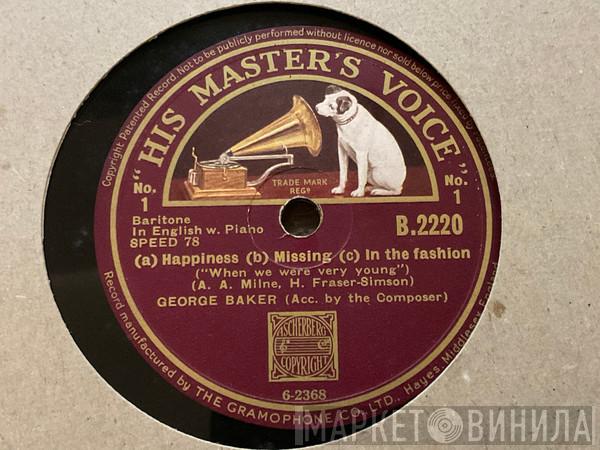 Copyright Patented Record. Not to be publicly performed without licence nor sold below price fixed by
"HIS MASTER'S VOICE"
TRADE MARK
REGD
No.
1
No.
1
Baritone
In English w. Piano
SPEED 78
B.2220
(a) Happiness (b) Missing (c) In the fashion
("When we were very young")
(A. A. Milne, H. Fraser-Simson)
GEORGE BAKER (Acc. by the Composer)
ASCHERBERG
COPYRIGHT
6-2368
Record manufactured by THE GRAMOPHONE CO., LTD., Hayes, Middlesex, England.
МАРКЕТ ВИНИЛА